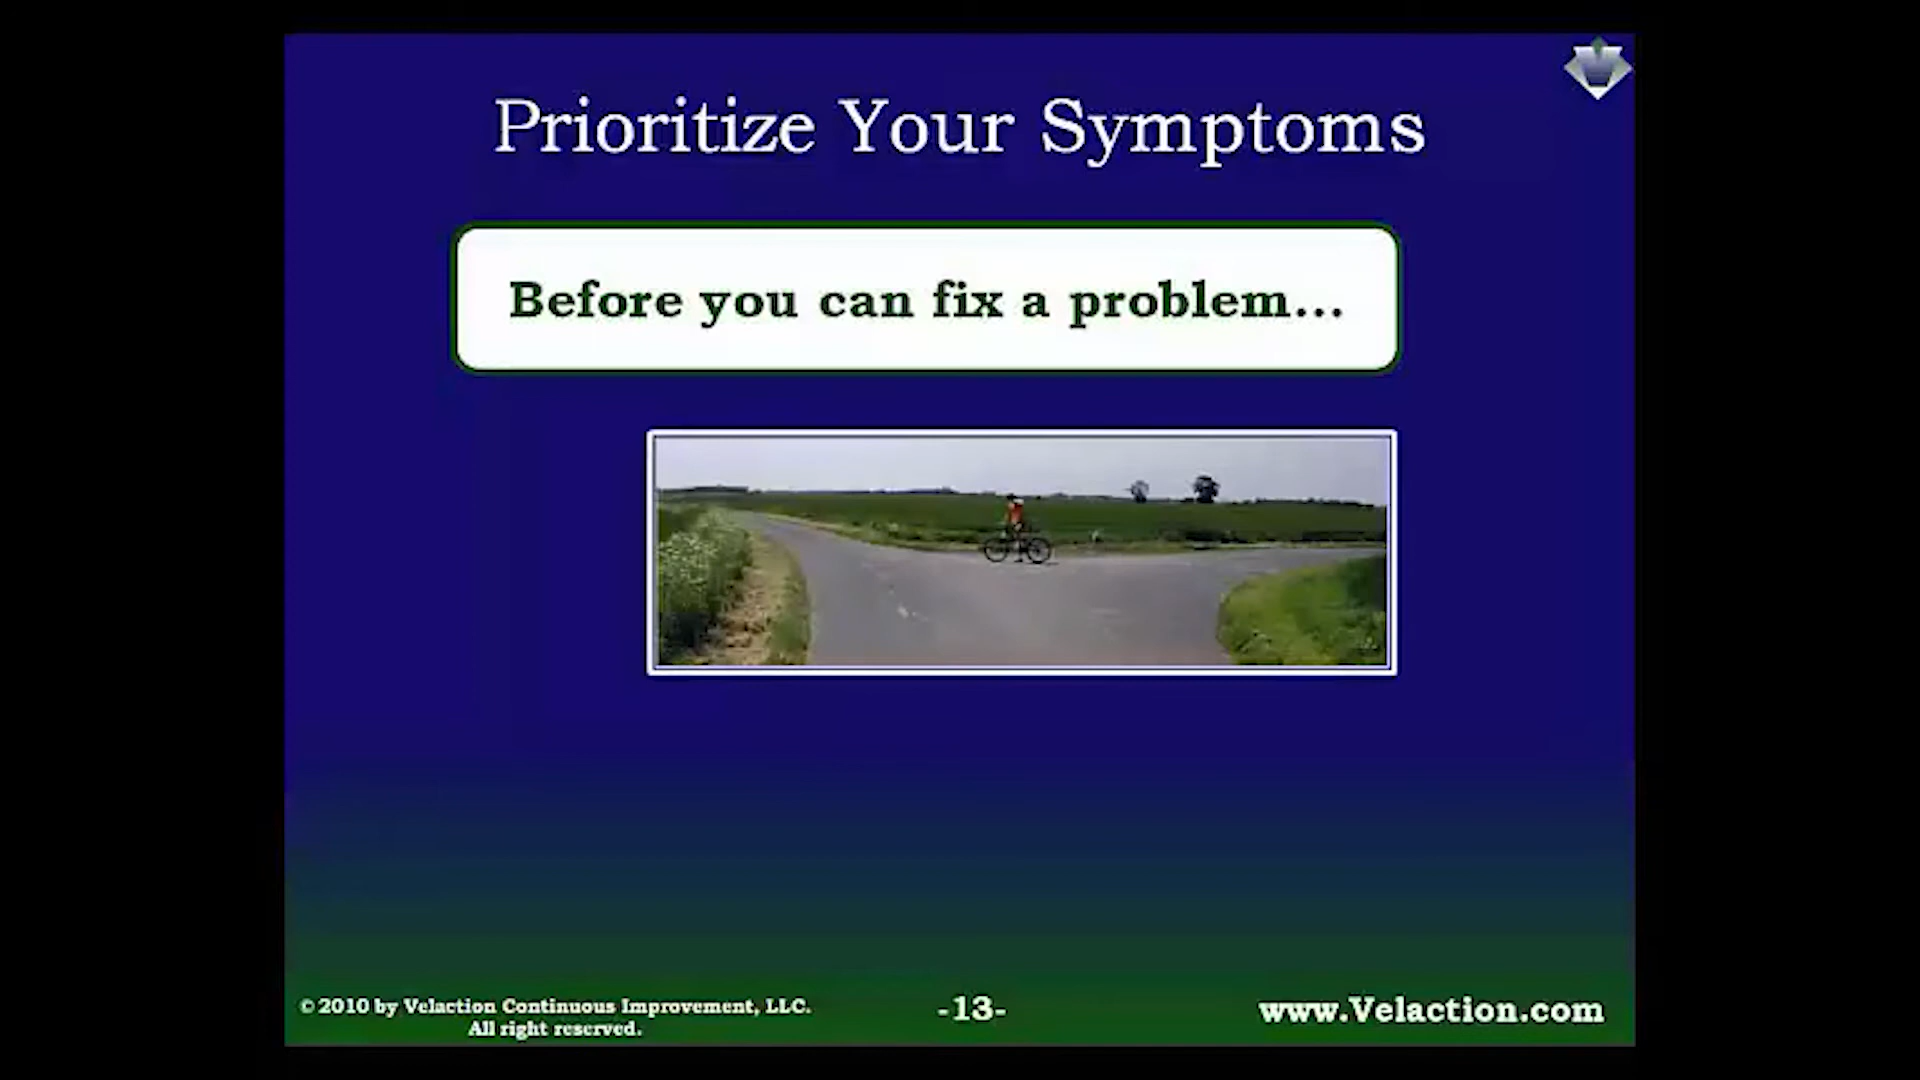 Prioritize Your Symptoms
Before you can fix a problem...
© 2010 by Velaction Continuous Improvement, LLC.
All right reserved.
-13-
www.Velaction.com